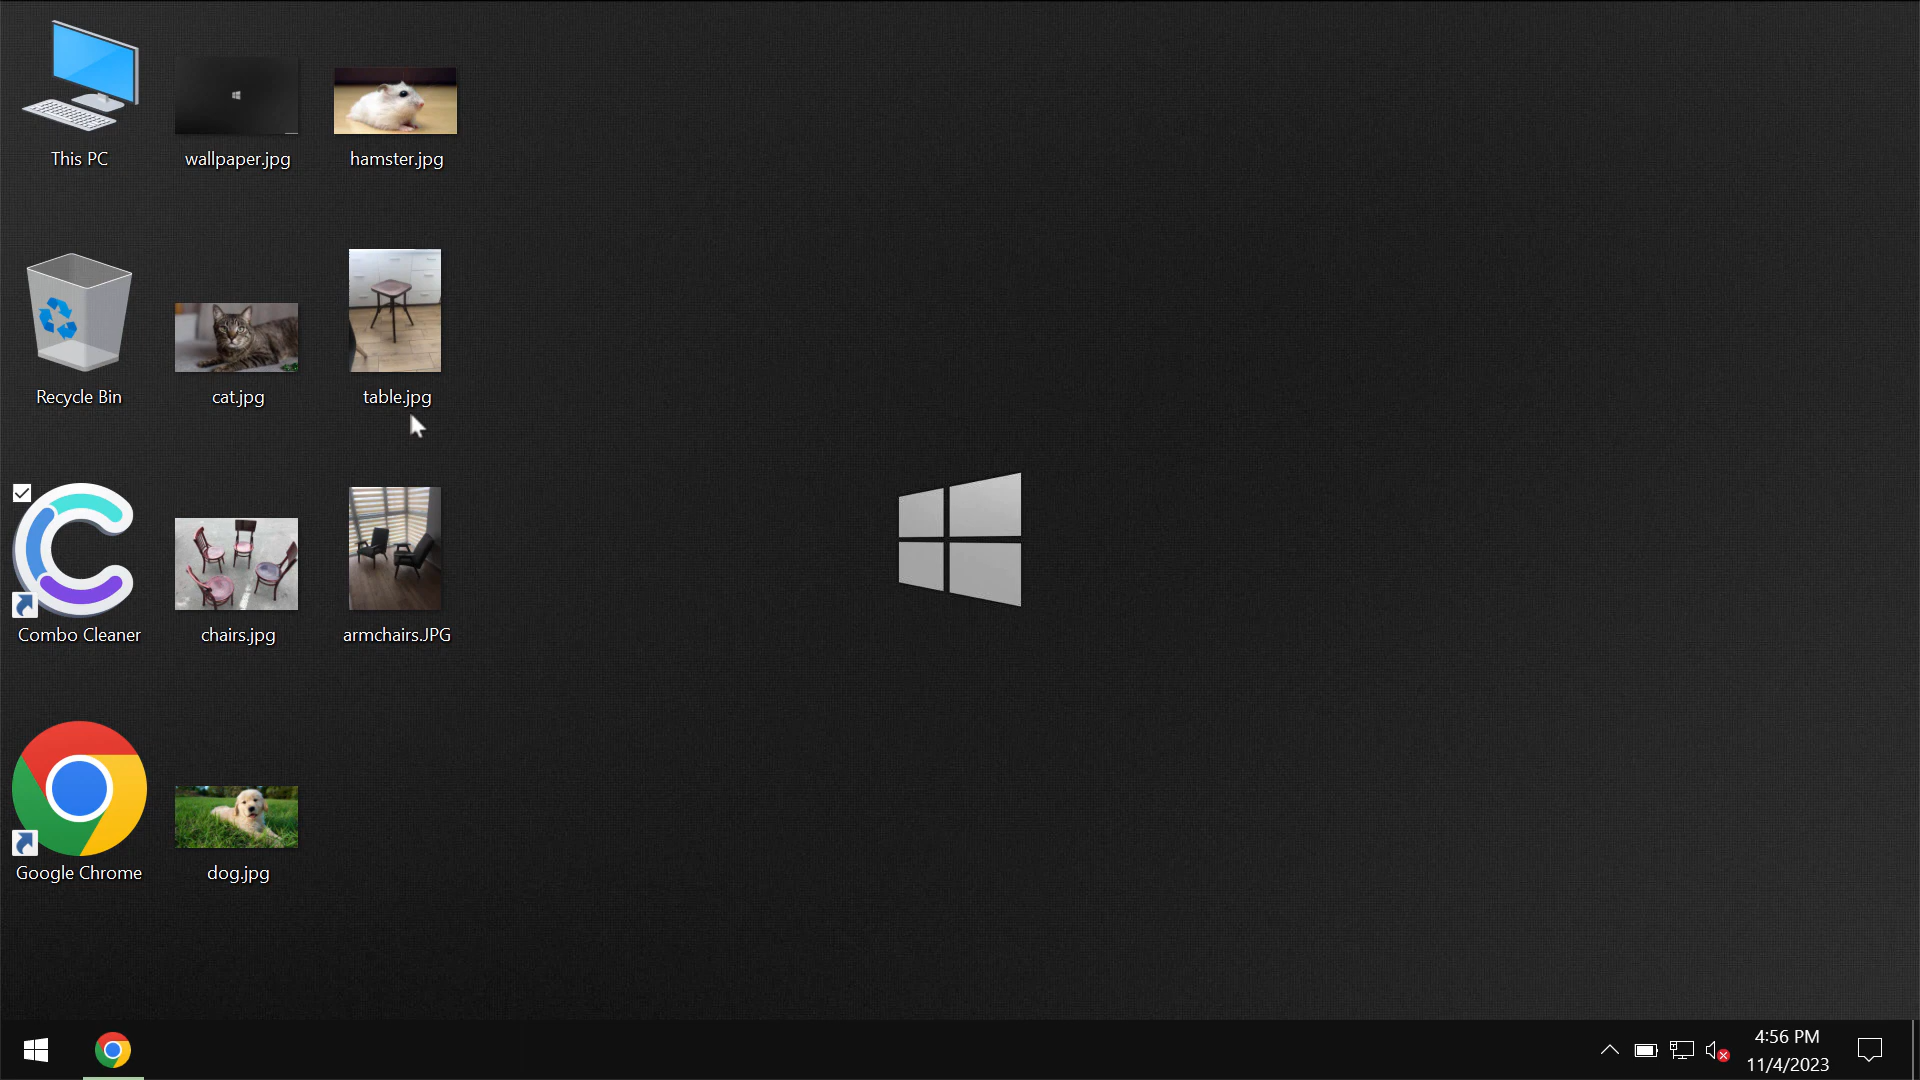 This PC
wallpaper.jpg
hamster.jpg
Recycle Bin
cat.jpg
table.jpg
Combo Cleaner
chairs.jpg
armchairs.JPG
Google Chrome
dog.jpg
4:56 PM
11/4/2023